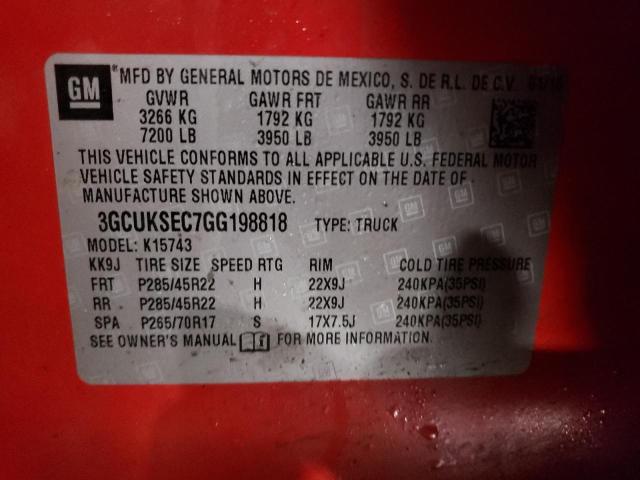 GM
*MFD BY GENERAL MOTORS DE MEXICO, S. DE R.L. DE C.V. 01/16
GVWR GAWR FRT GAWR RR
3266 KG 1792 KG 1792 KG
7200 LB 3950 LB 3950 LB
THIS VEHICLE CONFORMS TO ALL APPLICABLE U.S. FEDERAL MOTOR
VEHICLE SAFETY STANDARDS IN EFFECT ON THE DATE OF
MANUFACTURE SHOWN ABOVE.
3GCUKSEC7GG198818 TYPE: TRUCK
MODEL: K15743
KK9J TIRE SIZE SPEED RTG RIM COLD TIRE PRESSURE
FRT P285/45R22 H 22X9J 240KPA(35PSI)
RR P285/45R22 H 22X9J 240KPA(35PSI)
SPA P265/70R17 S 17X7.5J 240KPA(35PSI)
SEE OWNER'S MANUAL FOR MORE INFORMATION.